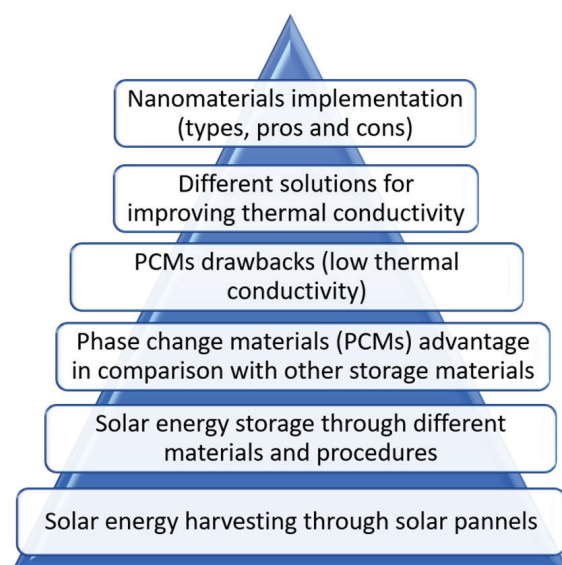 Nanomaterials implementation
(types, pros and cons)
Different solutions for
improving thermal conductivity
PCMs drawbacks (low thermal
conductivity)
Phase change materials (PCMs) advantage
in comparison with other storage materials
Solar energy storage through different
materials and procedures
Solar energy harvesting through solar pannels